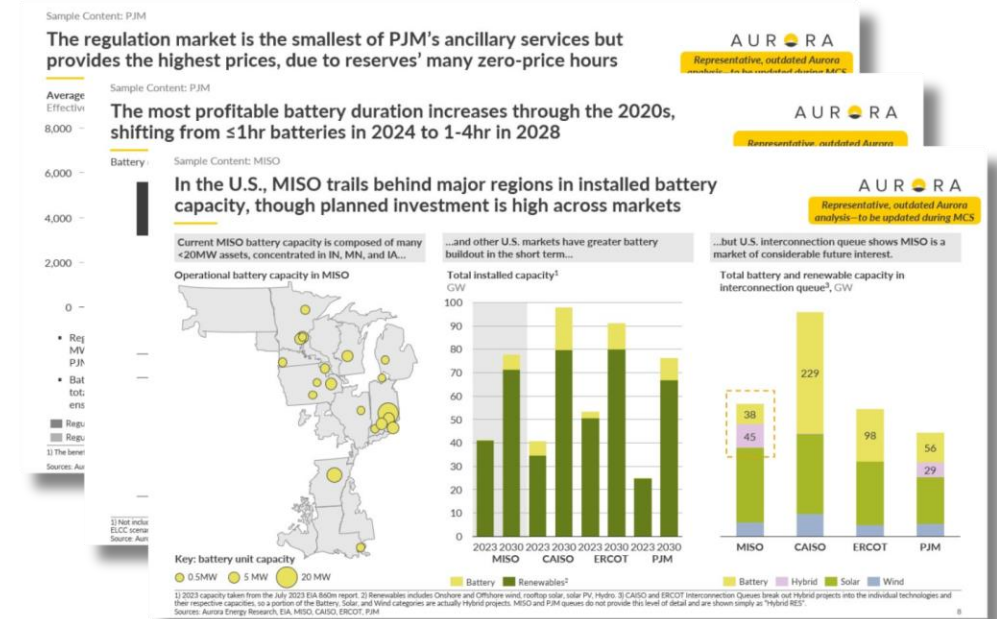 Sample Content: PJM
The regulation market is the smallest of PJM's ancillary services but
provides the highest prices, due to reserves' many zero-price hours
AURORA
Representative, outdated Aurora
analysis—to be updated during MCS
Average
8,000
6,000
4,000
2,000
0
1) The
Sources:
Sample Content: PJM
The most profitable battery duration increases through the 2020s,
shifting from ≤1hr batteries in 2024 to 1-4hr in 2028
AURORA
Representative, outdated Aurora
Battery
1) Not
ELCC
Source:
Sample Content: MISO
In the U.S., MISO trails behind major regions in installed battery
capacity, though planned investment is high across markets
AURORA
Representative, outdated Aurora
analysis—to be updated during MCS
Current MISO battery capacity is composed of many
<20MW assets, concentrated in IN, MN, and IA...
Operational battery capacity in MISO
Key: battery unit capacity
0.5MW 5 MW 20 MW
...and other U.S. markets have greater battery
buildout in the short term...
Total installed capacity¹
GW
100
90
80
70
60
50
40
30
20
10
0
2023 2030 2023 2030 2023 2030 2023 2030
MISO CAISO ERCOT PJM
Battery Renewables²
...but U.S. interconnection queue shows MISO is a
market of considerable future interest.
Total battery and renewable capacity in
interconnection queue³, GW
229
38
45
98
56
29
MISO CAISO ERCOT PJM
Battery Hybrid Solar Wind
1) 2023 capacity taken from the July 2023 EIA 860m report. 2) Renewables includes Onshore and Offshore wind, rooftop solar, solar PV, Hydro. 3) CAISO and ERCOT Interconnection Queues break out Hybrid projects into the individual technologies and
their respective capacities, so a portion of the Battery, Solar, and Wind categories are actually Hybrid projects. MISO and PJM queues do not provide this level of detail and are shown simply as "Hybrid RES".
Sources: Aurora Energy Research, EIA, MISO, CAISO, ERCOT, PJM
8